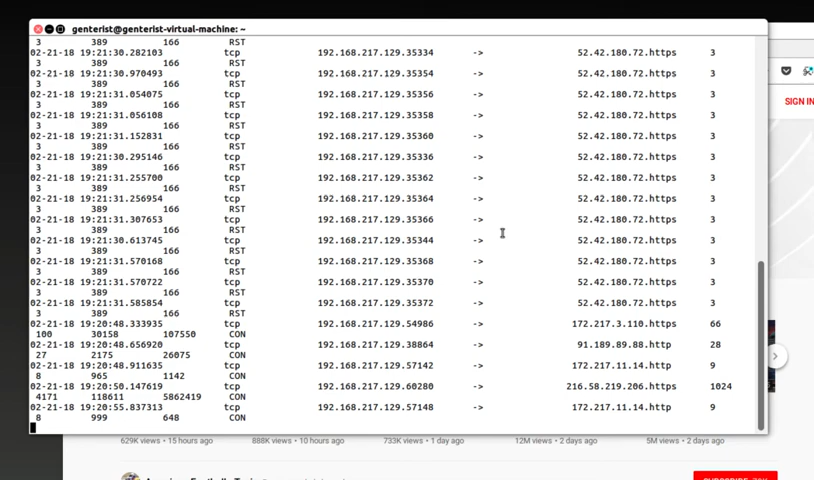 genterist@genterist-virtual-machine: ~
3 389 166 RST
02-21-18 19:21:30.282103 tcp 192.168.217.129.35334 -> 52.42.180.72.https 3
3 389 166 RST
02-21-18 19:21:30.970493 tcp 192.168.217.129.35354 -> 52.42.180.72.https 3
3 389 166 RST
02-21-18 19:21:31.054075 tcp 192.168.217.129.35356 -> 52.42.180.72.https 3
3 389 166 RST
02-21-18 19:21:31.056108 tcp 192.168.217.129.35358 -> 52.42.180.72.https 3
3 389 166 RST
02-21-18 19:21:31.152831 tcp 192.168.217.129.35360 -> 52.42.180.72.https 3
3 389 166 RST
02-21-18 19:21:30.295146 tcp 192.168.217.129.35336 -> 52.42.180.72.https 3
3 389 166 RST
02-21-18 19:21:31.255700 tcp 192.168.217.129.35362 -> 52.42.180.72.https 3
3 389 166 RST
02-21-18 19:21:31.256954 tcp 192.168.217.129.35364 -> 52.42.180.72.https 3
3 389 166 RST
02-21-18 19:21:31.307653 tcp 192.168.217.129.35366 -> 52.42.180.72.https 3
3 389 166 RST
02-21-18 19:21:30.613745 tcp 192.168.217.129.35344 -> 52.42.180.72.https 3
3 389 166 RST
02-21-18 19:21:31.570168 tcp 192.168.217.129.35368 -> 52.42.180.72.https 3
3 389 166 RST
02-21-18 19:21:31.570722 tcp 192.168.217.129.35370 -> 52.42.180.72.https 3
3 389 166 RST
02-21-18 19:21:31.585854 tcp 192.168.217.129.35372 -> 52.42.180.72.https 3
3 389 166 RST
02-21-18 19:20:48.333935 tcp 192.168.217.129.54986 -> 172.217.3.110.https 66
100 30158 107550 CON
02-21-18 19:20:48.656920 tcp 192.168.217.129.38864 -> 91.189.89.88.http 28
27 2175 26075 CON
02-21-18 19:20:48.911635 tcp 192.168.217.129.57142 -> 172.217.11.14.http 9
8 965 1142 CON
02-21-18 19:20:50.147619 tcp 192.168.217.129.60280 -> 216.58.219.206.https 1024
4171 118611 5862419 CON
02-21-18 19:20:55.837313 tcp 192.168.217.129.57148 -> 172.217.11.14.http 9
8 999 648 CON
SIGN IN
629K views • 15 hours ago 888K views • 10 hours ago 733K views • 1 day ago 12M views • 2 days ago 5M views • 2 days ago